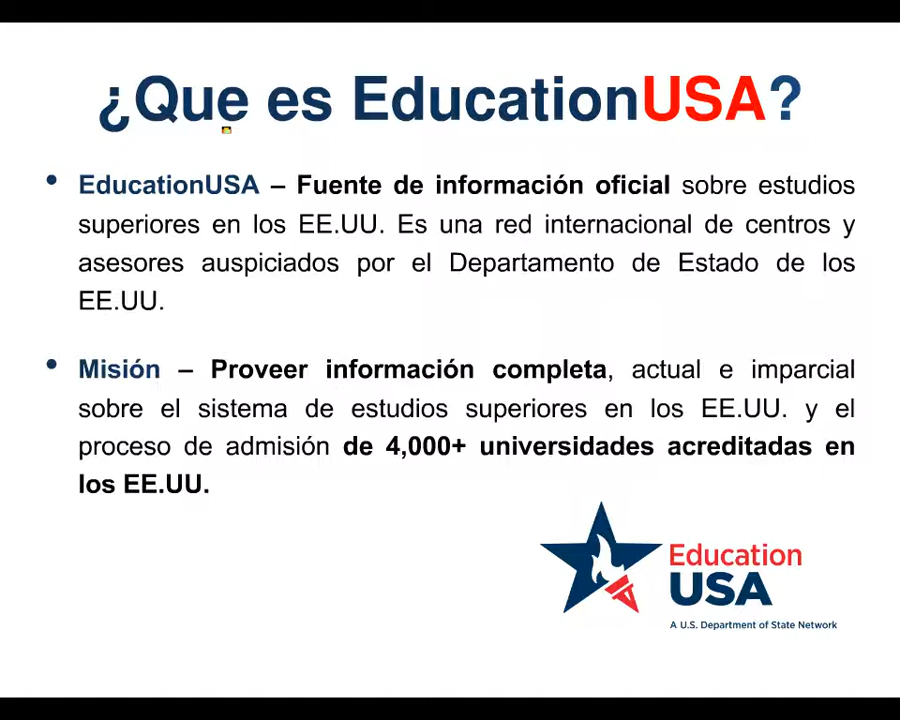 ¿Que es EducationUSA?
• EducationUSA – Fuente de información oficial sobre estudios
superiores en los EE.UU. Es una red internacional de centros y
asesores auspiciados por el Departamento de Estado de los
EE.UU.
• Misión – Proveer información completa, actual e imparcial
sobre el sistema de estudios superiores en los EE.UU. y el
proceso de admisión de 4,000+ universidades acreditadas en
los EE.UU.
Education
USA
A U.S. Department of State Network